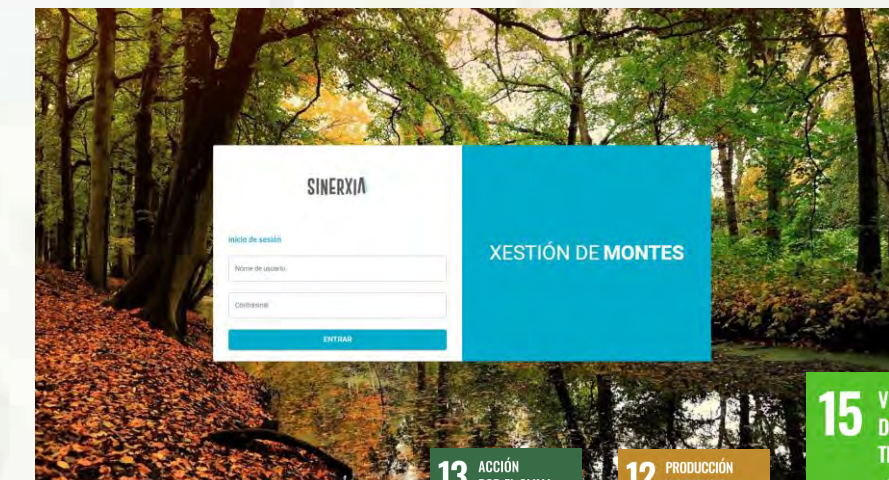 SINERXIA
Inicio de sesión
Nome de usuario
Contrasinal
ENTRAR
XESTIÓN DE MONTES
13 ACCIÓN
12 PRODUCCIÓN
15